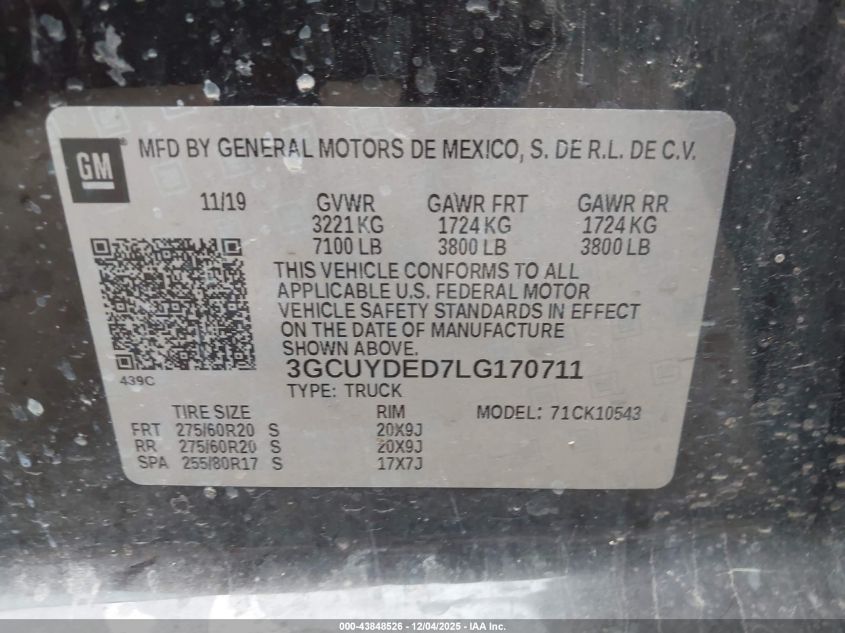 GM MFD BY GENERAL MOTORS DE MEXICO, S. DE R.L. DE C.V.
11/19 GVWR GAWR FRT GAWR RR
3221 KG 1724 KG 1724 KG
7100 LB 3800 LB 3800 LB
THIS VEHICLE CONFORMS TO ALL
APPLICABLE U.S. FEDERAL MOTOR
VEHICLE SAFETY STANDARDS IN EFFECT
ON THE DATE OF MANUFACTURE
SHOWN ABOVE.
439C
3GCUYDED7LG170711
TYPE: TRUCK
TIRE SIZE RIM MODEL: 71CK10543
FRT 275/60R20 S 20X9J
RR 275/60R20 S 20X9J
SPA 255/80R17 S 17X7J
000-43848526 - 12/04/2025 - IAA Inc.